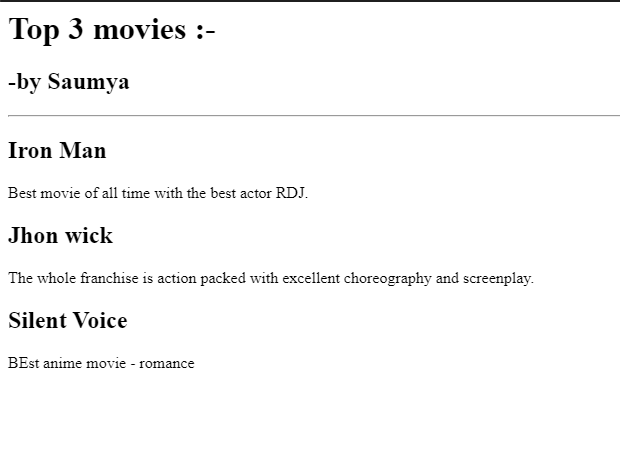 Top 3 movies :-
-by Saumya
Iron Man
Best movie of all time with the best actor RDJ.
Jhon wick
The whole franchise is action packed with excellent choreography and screenplay.
Silent Voice
BEst anime movie - romance